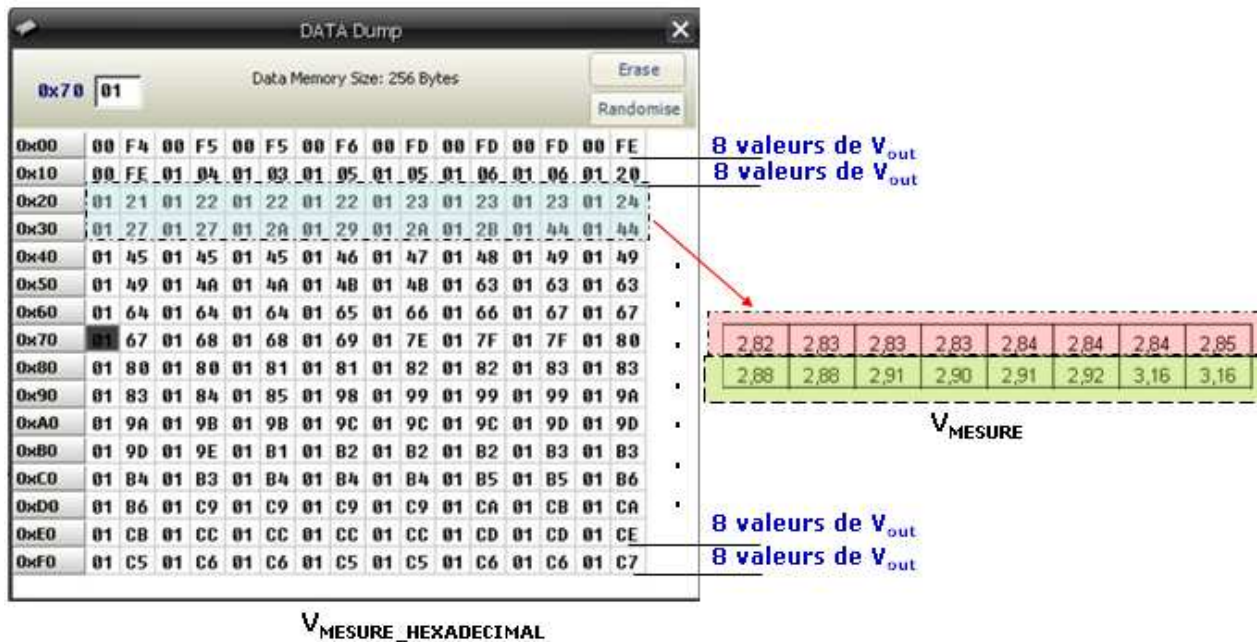 DATA Dump
0x70 01
Data Memory Size: 256 Bytes
Erase
Randomise
0x00 00 F4 00 F5 00 F5 00 F6 00 FD 00 FD 00 FD 00 FE
8 valeurs de Vout
0x10 00 FE 01 04 01 03 01 05 01 05 01 06 01 06 01 20
8 valeurs de Vout
0x20 01 21 01 22 01 22 01 22 01 23 01 23 01 23 01 24
0x30 01 27 01 27 01 2A 01 29 01 2A 01 2B 01 44 01 44
0x40 01 45 01 45 01 45 01 46 01 47 01 48 01 49 01 49
0x50 01 49 01 4A 01 4A 01 4B 01 4B 01 63 01 63 01 63
0x60 01 64 01 64 01 64 01 65 01 66 01 66 01 67 01 67
0x70 01 67 01 68 01 68 01 69 01 7E 01 7F 01 7F 01 80
0x80 01 80 01 80 01 81 01 81 01 82 01 82 01 83 01 83
0x90 01 83 01 84 01 85 01 98 01 99 01 99 01 99 01 9A
0xA0 01 9A 01 9B 01 9B 01 9C 01 9C 01 9C 01 9D 01 9D
0xB0 01 9D 01 9E 01 B1 01 B2 01 B2 01 B2 01 B3 01 B3
0xC0 01 B4 01 B3 01 B4 01 B4 01 B4 01 B5 01 B5 01 B6
0xD0 01 B6 01 C9 01 C9 01 C9 01 C9 01 CA 01 CB 01 CA
0xE0 01 CB 01 CC 01 CC 01 CC 01 CC 01 CD 01 CD 01 CE
8 valeurs de Vout
0xF0 01 C5 01 C6 01 C6 01 C5 01 C5 01 C6 01 C6 01 C7
8 valeurs de Vout
2,82 2,83 2,83 2,83 2,84 2,84 2,84 2,85
2,88 2,88 2,91 2,90 2,91 2,92 3,16 3,16
VMESURE
VMESURE_HEXADECIMAL